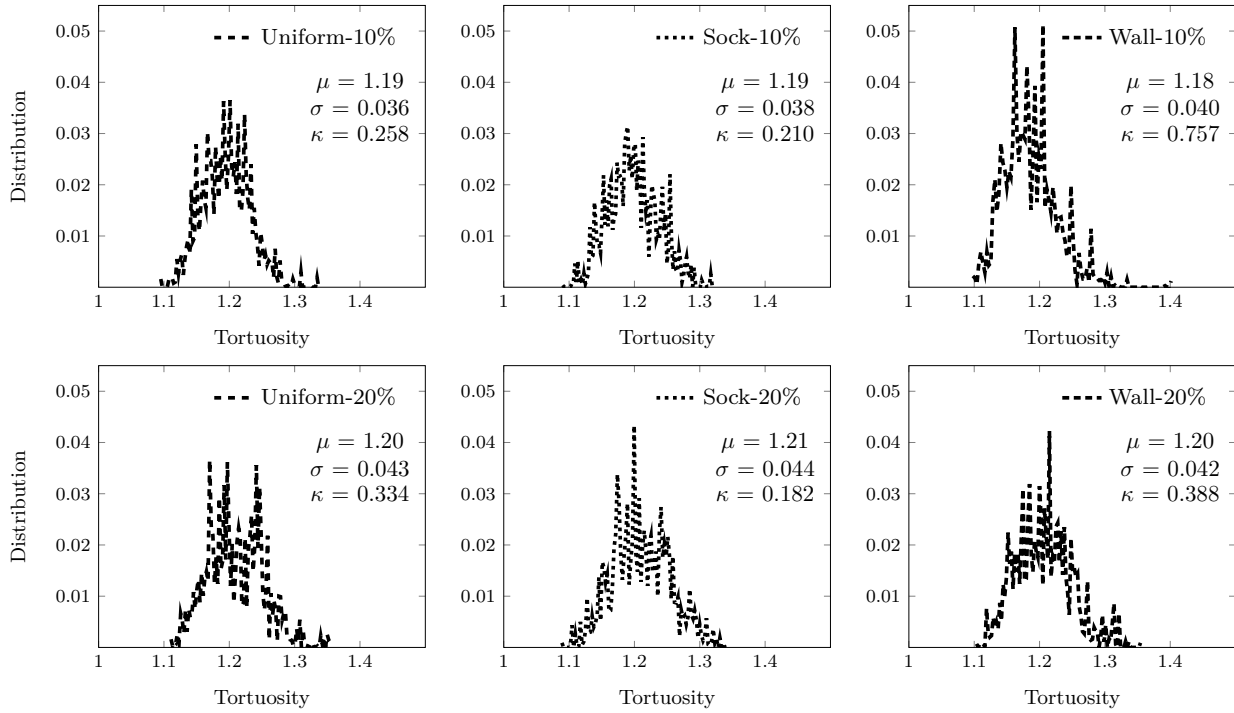 Uniform-10%
μ = 1.19
σ = 0.036
κ = 0.258
0.05
0.04
0.03
0.02
0.01
1
1.1
1.2
1.3
1.4
Distribution
Tortuosity
Sock-10%
μ = 1.19
σ = 0.038
κ = 0.210
0.05
0.04
0.03
0.02
0.01
1
1.1
1.2
1.3
1.4
Tortuosity
Wall-10%
μ = 1.18
σ = 0.040
κ = 0.757
0.05
0.04
0.03
0.02
0.01
1
1.1
1.2
1.3
1.4
Tortuosity
Uniform-20%
μ = 1.20
σ = 0.043
κ = 0.334
0.05
0.04
0.03
0.02
0.01
1
1.1
1.2
1.3
1.4
Distribution
Tortuosity
Sock-20%
μ = 1.21
σ = 0.044
κ = 0.182
0.05
0.04
0.03
0.02
0.01
1
1.1
1.2
1.3
1.4
Tortuosity
Wall-20%
μ = 1.20
σ = 0.042
κ = 0.388
0.05
0.04
0.03
0.02
0.01
1
1.1
1.2
1.3
1.4
Tortuosity